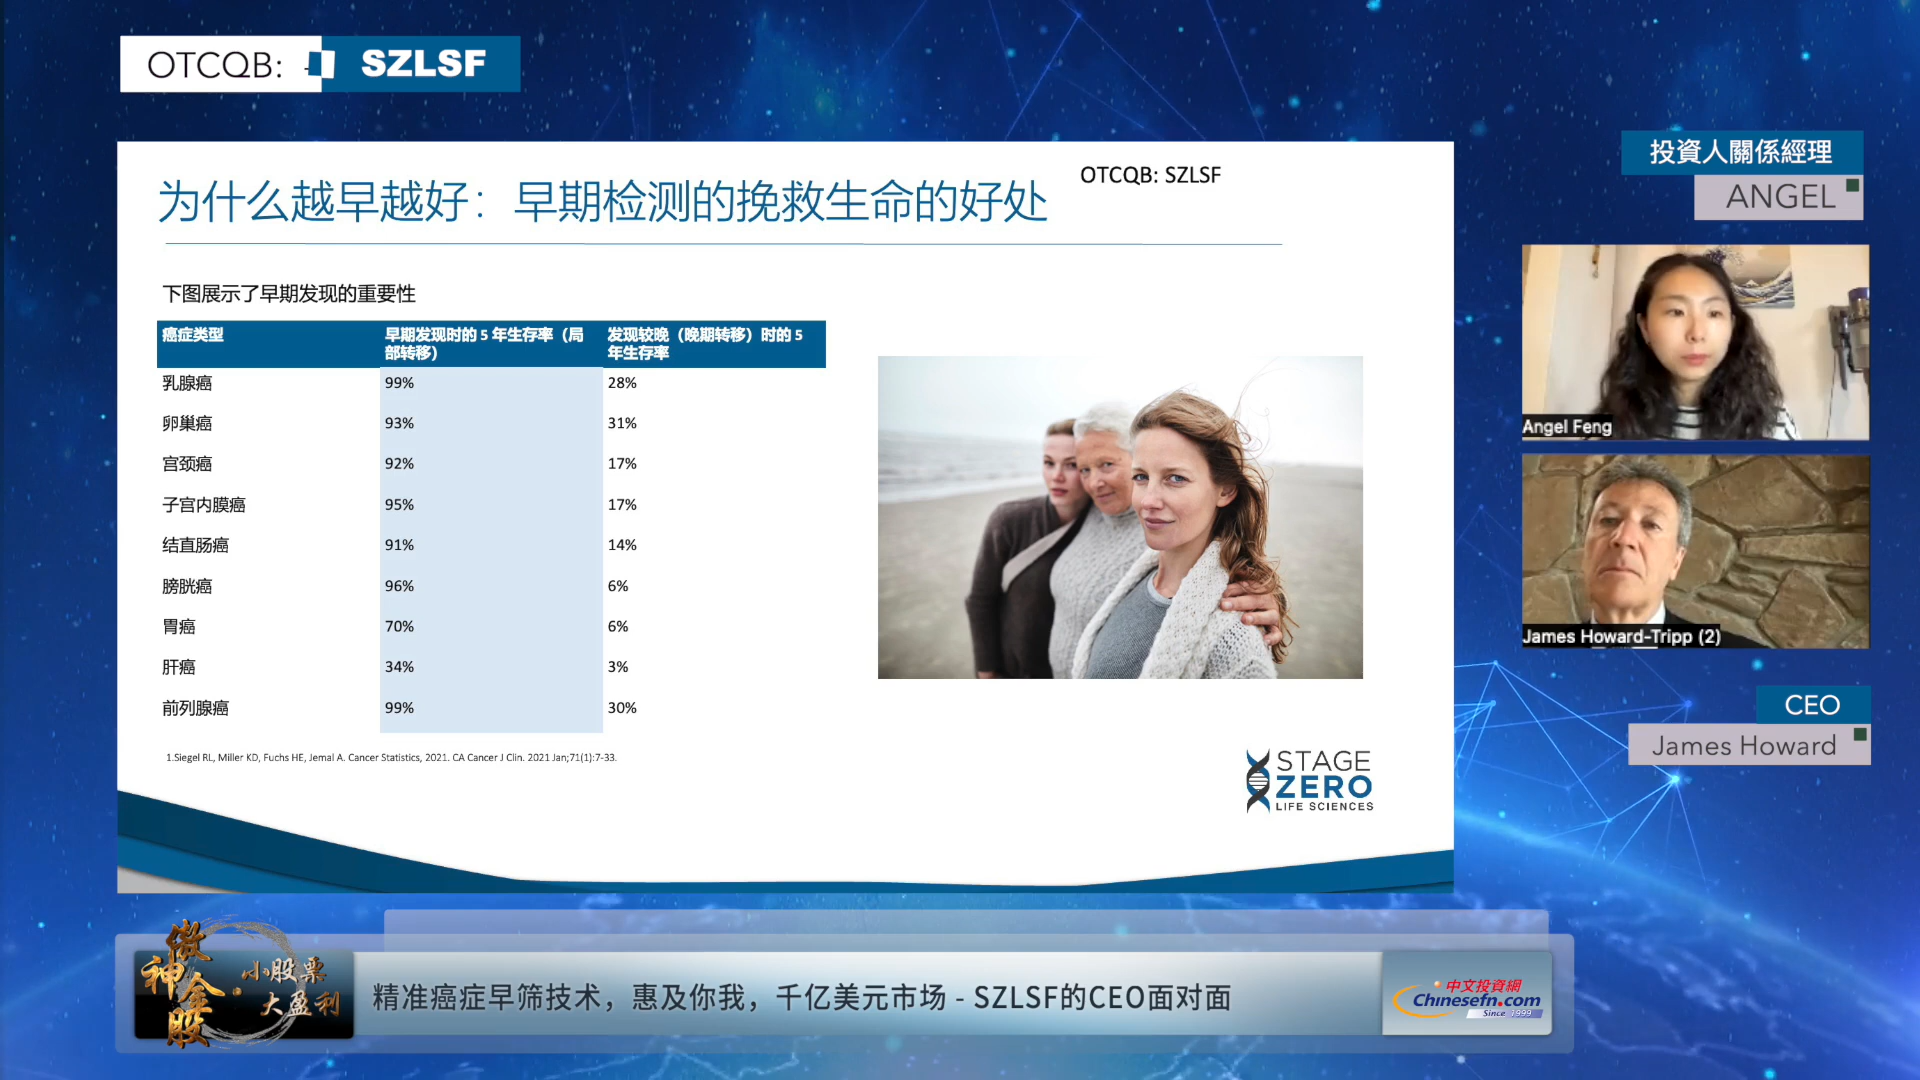 OTCQB: SZLSF
为什么越早越好：早期检测的挽救生命的好处
OTCQB: SZLSF
下图展示了早期发现的重要性
癌症类型 早期发现时的 5 年生存率（局部转移） 发现较晚（晚期转移）时的 5 年生存率
乳腺癌 99% 28%
卵巢癌 93% 31%
宫颈癌 92% 17%
子宫内膜癌 95% 17%
结直肠癌 91% 14%
膀胱癌 96% 6%
胃癌 70% 6%
肝癌 34% 3%
前列腺癌 99% 30%
1.Siegel RL, Miller KD, Fuchs HE, Jemal A. Cancer Statistics, 2021. CA Cancer J Clin. 2021 Jan;71(1):7-33.
STAGE
ZERO
LIFE SCIENCES
投資人關係經理
ANGEL
Angel Feng
James Howard-Tripp (2)
CEO
James Howard
微神金股
小股票
大盈利
精准癌症早筛技术，惠及你我，千亿美元市场 - SZLSF的CEO面对面
中文投資網
Chinesefn.com
Since 1999